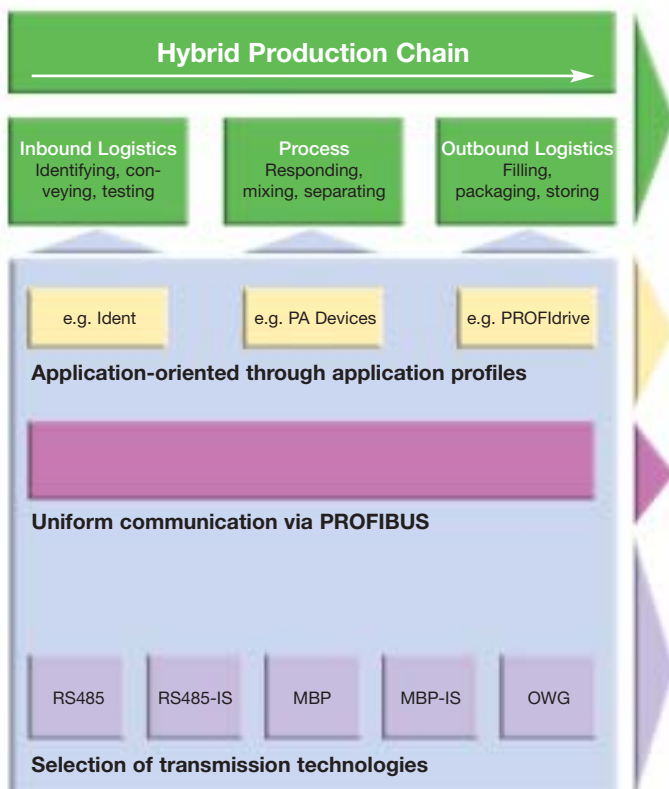 Hybrid Production Chain
Inbound Logistics
Identifying, con-
veying, testing
Process
Responding,
mixing, separating
Outbound Logistics
Filling,
packaging, storing
e.g. Ident
e.g. PA Devices
e.g. PROFIdrive
Application-oriented through application profiles
Uniform communication via PROFIBUS
RS485
RS485-IS
MBP
MBP-IS
OWG
Selection of transmission technologies